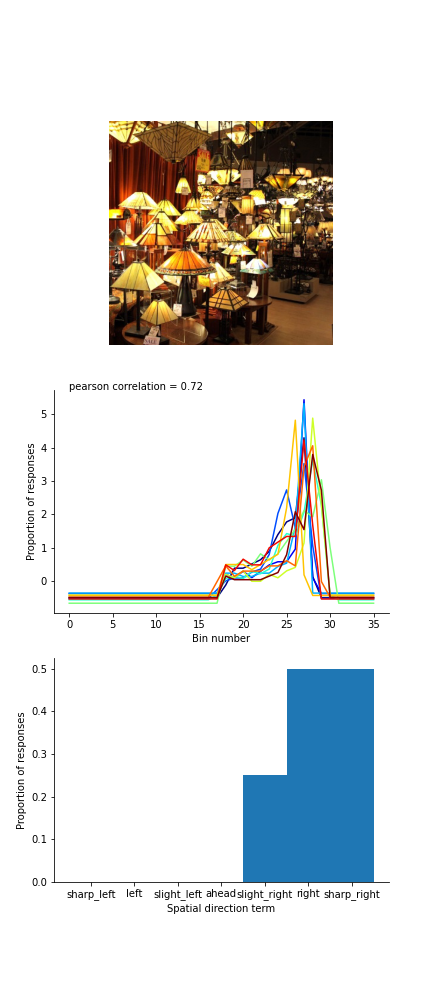 pearson correlation = 0.72
5
4
3
2
1
0
Proportion of responses
0 5 10 15 20 25 30 35
Bin number
0.5
0.4
0.3
0.2
0.1
0.0
Proportion of responses
sharp_left left slight_left ahead slight_right right sharp_right
Spatial direction term